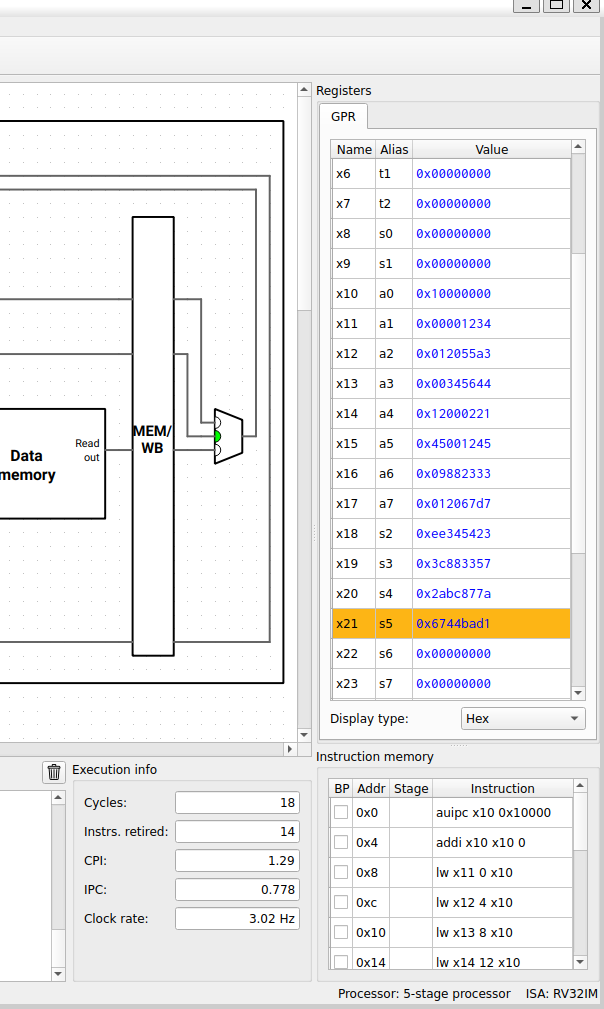 Registers
GPR
Name Alias Value
x6 t1 0x00000000
x7 t2 0x00000000
x8 s0 0x00000000
x9 s1 0x00000000
x10 a0 0x10000000
x11 a1 0x00001234
x12 a2 0x012055a3
x13 a3 0x00345644
x14 a4 0x12000221
x15 a5 0x45001245
x16 a6 0x09882333
x17 a7 0x012067d7
x18 s2 0xee345423
x19 s3 0x3c883357
x20 s4 0x2abc877a
x21 s5 0x6744bad1
x22 s6 0x00000000
x23 s7 0x00000000
Display type: Hex
MEM/
WB
Data
memory
Read
out
Execution info
Cycles: 18
Instrs. retired: 14
CPI: 1.29
IPC: 0.778
Clock rate: 3.02 Hz
Instruction memory
BP Addr Stage Instruction
0x0 auipc x10 0x10000
0x4 addi x10 x10 0
0x8 lw x11 0 x10
0xc lw x12 4 x10
0x10 lw x13 8 x10
0x14 lw x14 12 x10
Processor: 5-stage processor ISA: RV32IM